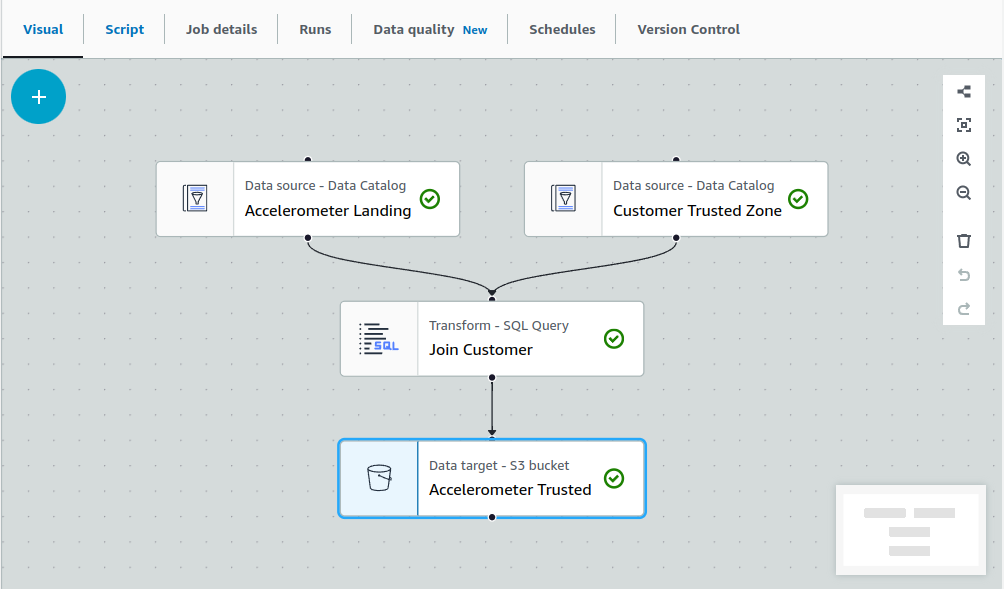 Visual Script Job details Runs Data quality New Schedules Version Control
+
Data source - Data Catalog
Accelerometer Landing
Data source - Data Catalog
Customer Trusted Zone
SQL
Transform - SQL Query
Join Customer
Data target - S3 bucket
Accelerometer Trusted